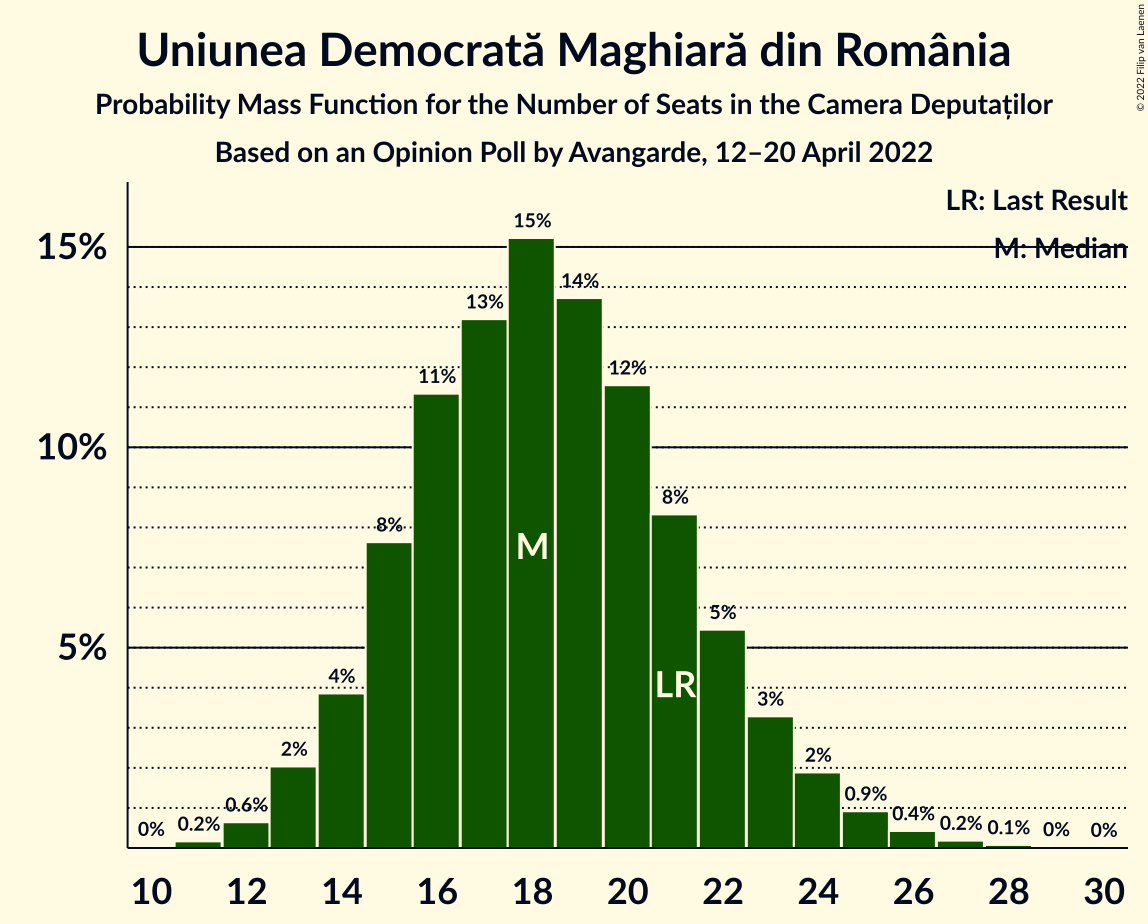 Uniunea Democrată Maghiară din România
Probability Mass Function for the Number of Seats in the Camera Deputaților
Based on an Opinion Poll by Avangarde, 12–20 April 2022
© 2022 Filip van Laenen
LR: Last Result
M: Median
15%
10%
5%
0%
0.2%
0.6%
2%
4%
8%
11%
13%
15%
14%
12%
8%
5%
3%
2%
0.9%
0.4%
0.2%
0.1%
0%
0%
M
LR
10 12 14 16 18 20 22 24 26 28 30